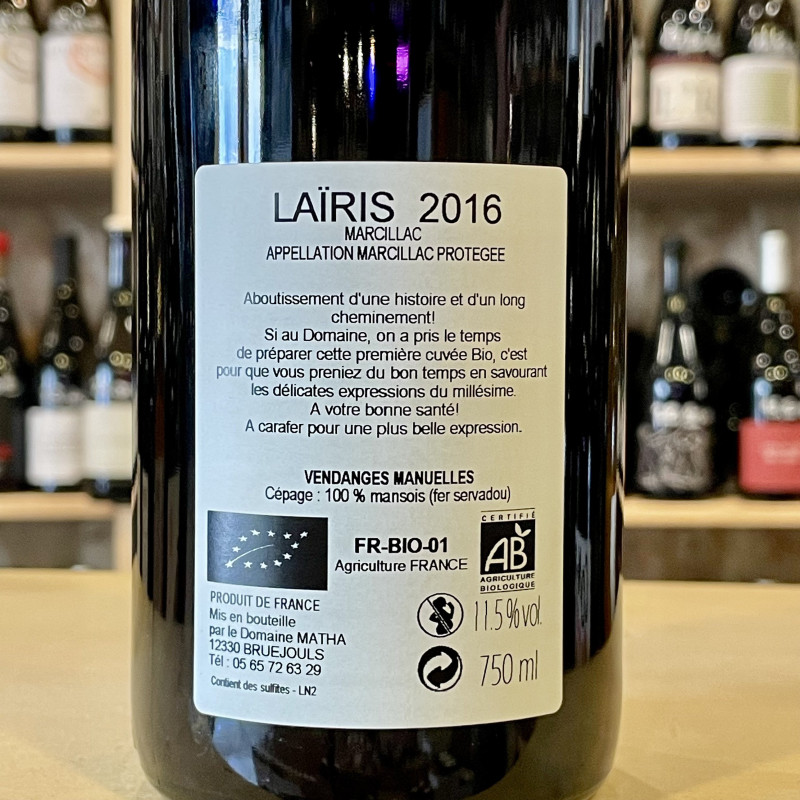 LAÏRIS 2016
MARCILLAC
APPELLATION MARCILLAC PROTEGEE
Aboutissement d'une histoire et d'un long
cheminement!
Si au Domaine, on a pris le temps
de préparer cette première cuvée Bio, c'est
pour que vous preniez du bon temps en savourant
les délicates expressions du millésime.
A votre bonne santé!
A carafer pour une plus belle expression.
VENDANGES MANUELLES
Cépage : 100 % mansois (fer servadou)
FR-BIO-01
Agriculture FRANCE
CERTIFIÉ
AB
AGRICULTURE
BIOLOGIQUE
PRODUIT DE FRANCE
Mis en bouteille
par le Domaine MATHA
12330 BRUEJOULS
Tél : 05 65 72 63 29
Contient des sulfites - LN2
11.5%vol.
750 ml